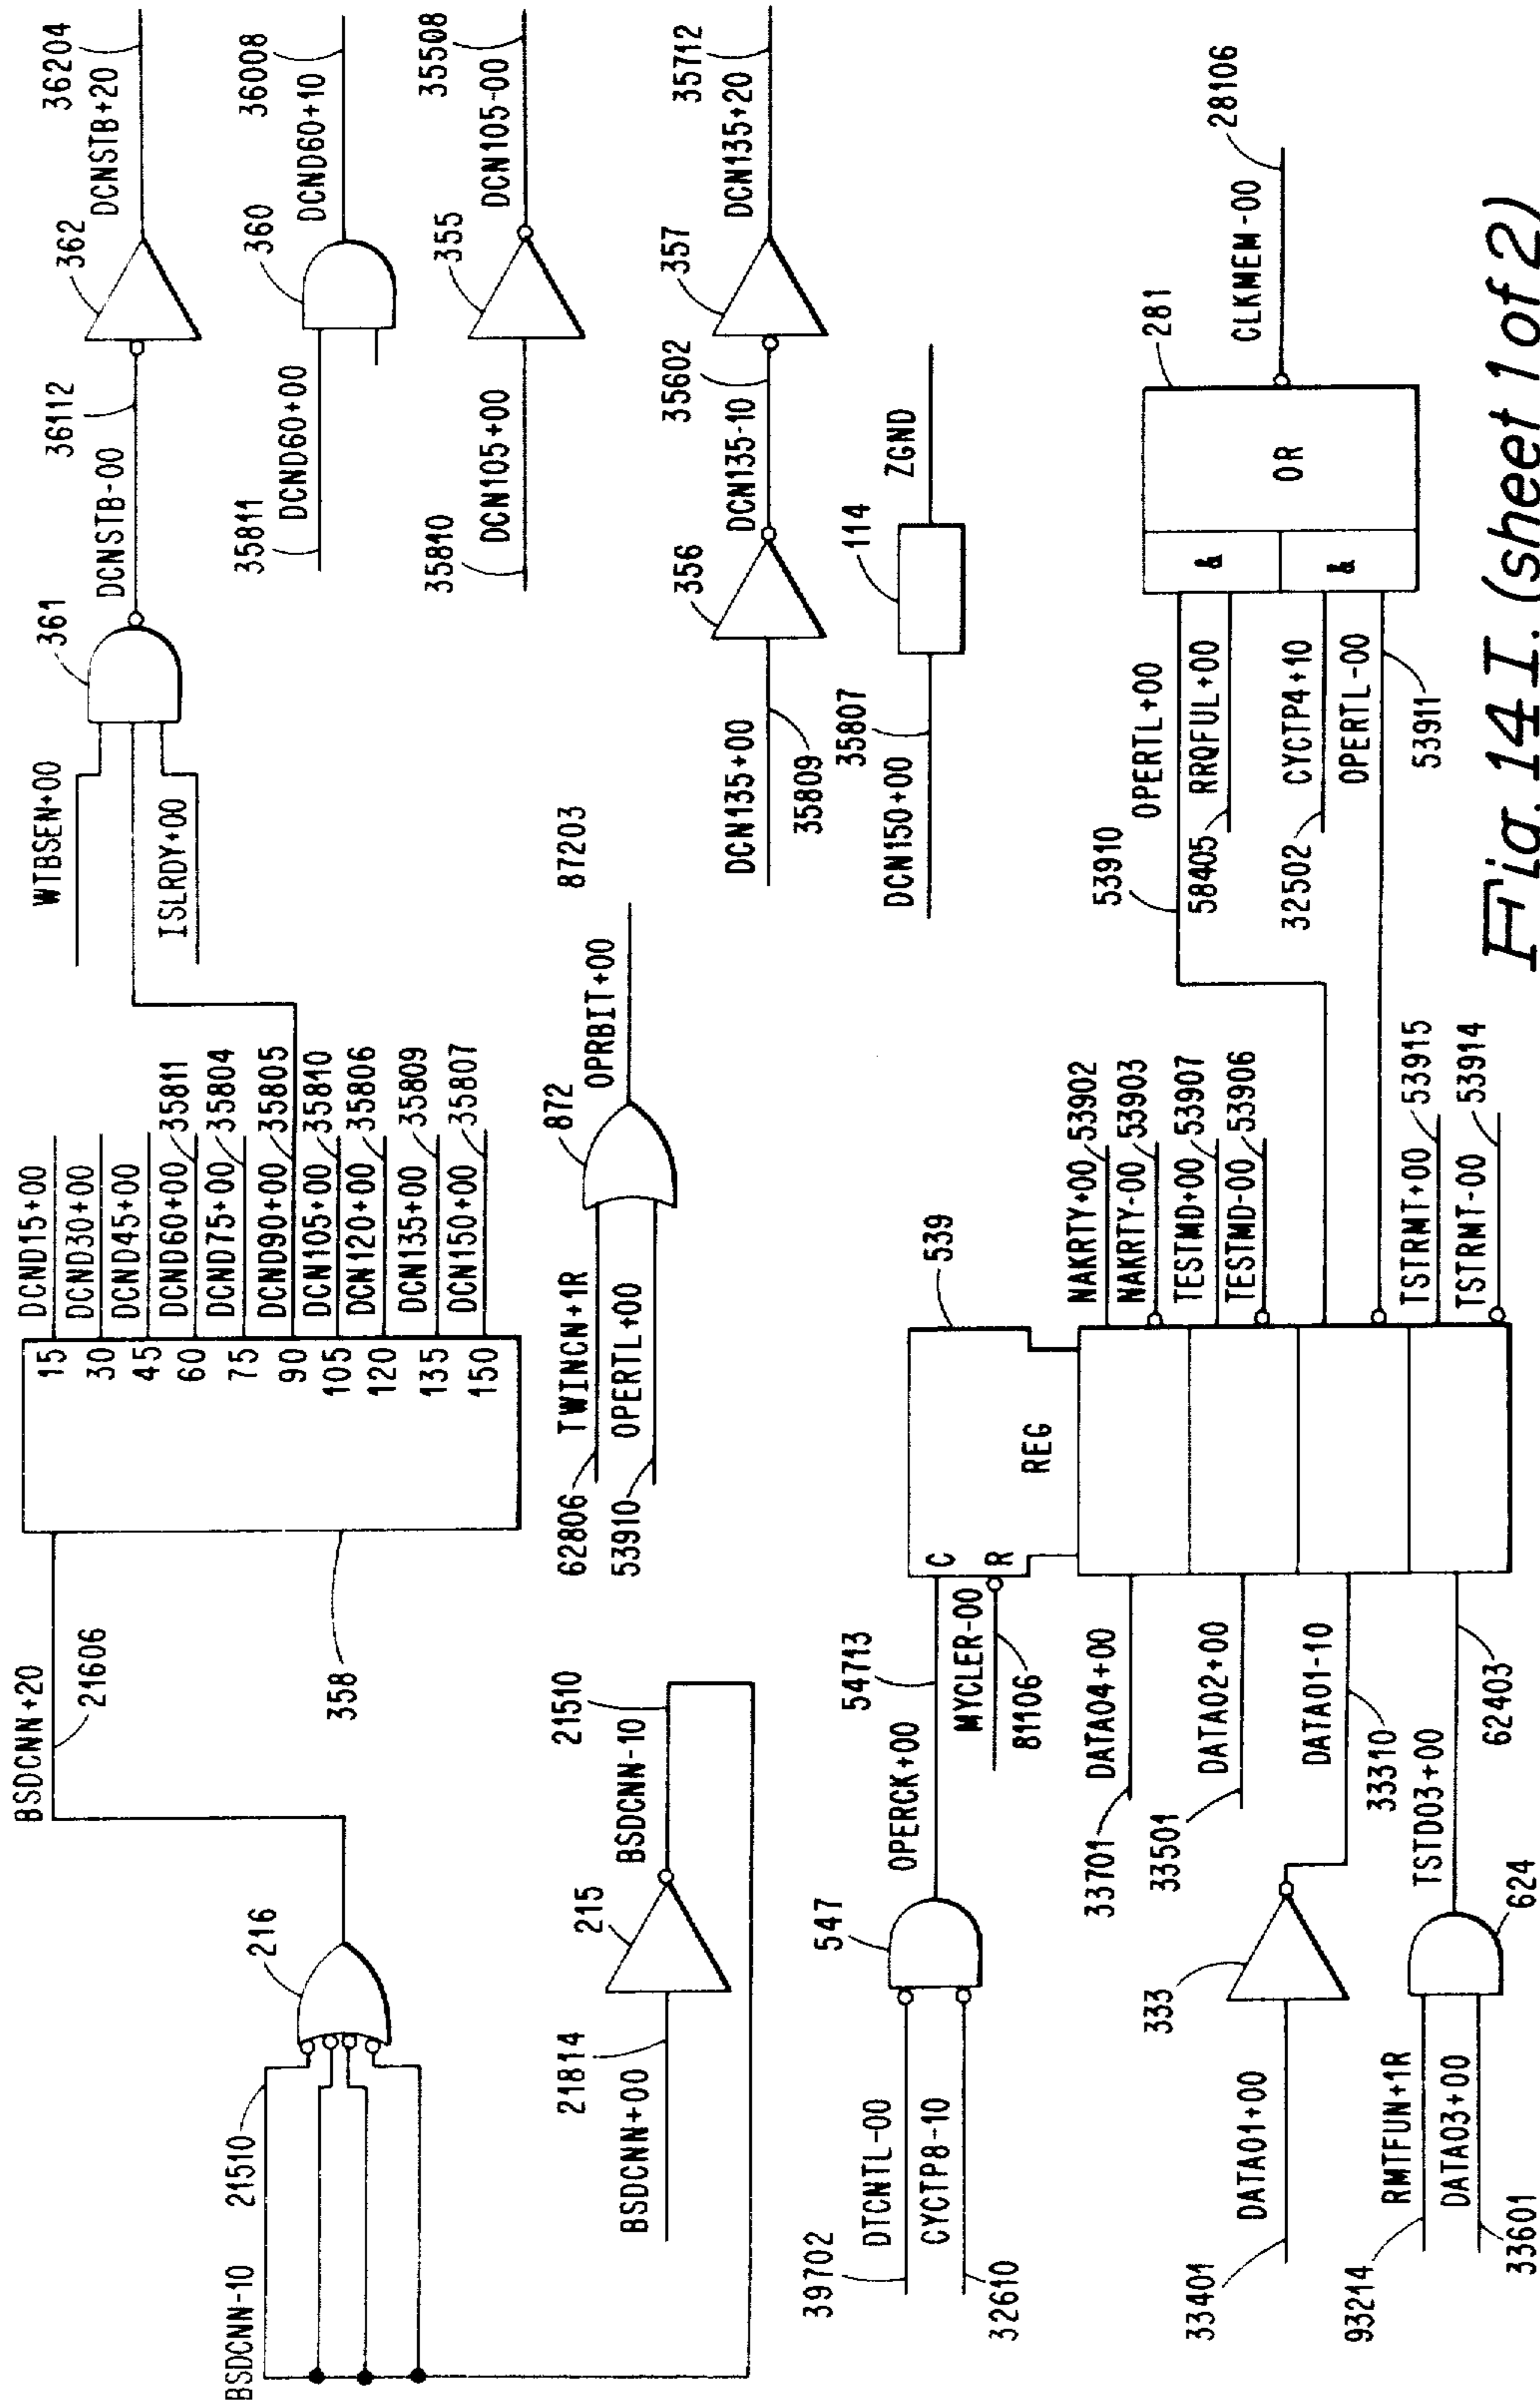 BSDCNN-10
21510
216
BSDCNN+20
21606
358
15
30
45
60
75
90
105
120
135
150
DCND15+00
DCND30+00
DCND45+00
DCND60+00 35811
DCND75+00 35804
DCND90+00 35805
DCN105+00 35810
DCN120+00 35806
DCN135+00 35809
DCN150+00 35807
WTBSEN+00
ISLRDY+00
361
DCNSTB-00
36112
362
DCNSTB+20
36204
35811
DCND60+00
360
DCND60+10
36008
35810
DCN105+00
355
DCN105-00
35508
BSDCNN+00
21814
215
BSDCNN-10
21510
62806
TWINCN+1R
53910
OPERTL+00
872
OPRBIT+00
87203
DCN135+00
35809
356
DCN135-10
35602
357
DCN135+20
35712
DCN150+00
35807
114
ZGND
39702
DTCNTL-00
CYCTP8-10
32610
547
OPERCK+00
54713
MYCLER-00
81106
C
R
REG
539
33701
DATA04+00
33501
DATA02+00
33401
DATA01+00
333
DATA01-10
33310
93214
RMTFUN+1R
DATA03+00
33601
624
TSTD03+00
62403
NAKRTY+00 53902
NAKRTY-00 53903
TESTMD+00 53907
TESTMD-00 53906
TSTRMT+00 53915
TSTRMT-00 53914
53910
OPERTL+00
58405
RRQFUL+00
32502
CYCTP4+10
OPERTL-00
53911
&
&
OR
281
CLKMEM-00
28106
Fig. 14 I. (sheet 1 of 2)